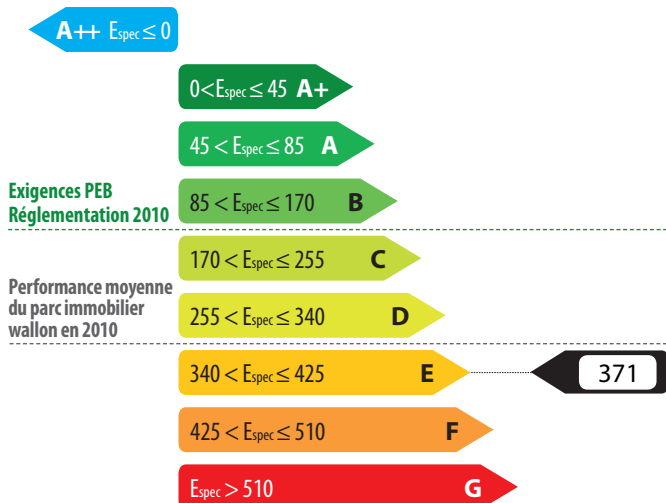 A++ Espec ≤ 0
0<Espec ≤ 45 A+
45 < Espec ≤ 85 A
Exigences PEB
Réglementation 2010
85 < Espec ≤ 170 B
170 < Espec ≤ 255 C
Performance moyenne
du parc immobilier
wallon en 2010
255 < Espec ≤ 340 D
340 < Espec ≤ 425 E
371
425 < Espec ≤ 510 F
Espec > 510 G